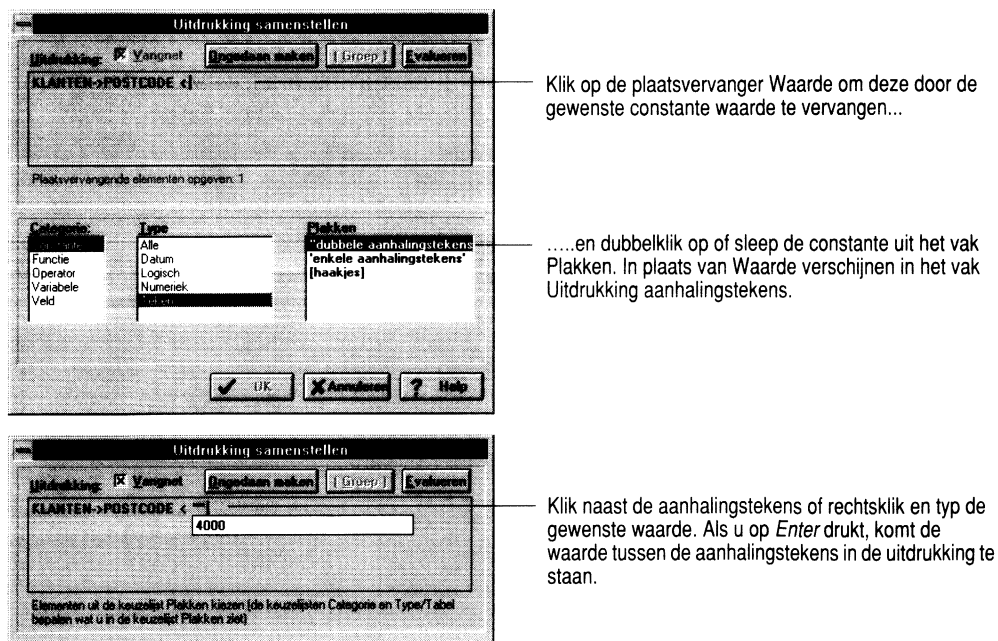 Uitdrukking samenstellen
Uitdrukking: Vangnet Ongedaan maken [ Groep ] Evalueren
KLANTEN->POSTCODE <
Klik op de plaatsvervanger Waarde om deze door de
gewenste constante waarde te vervangen...
Plaatsvervangende elementen opgeven: 1
Categorie: Type Plakken
Constante Alle "dubbele aanhalingstekens
Functie Datum 'enkele aanhalingstekens'
Operator Logisch [haakjes]
Variabele Numeriek
Veld Teken
.....en dubbelklik op of sleep de constante uit het vak
Plakken. In plaats van Waarde verschijnen in het vak
Uitdrukking aanhalingstekens.
OK Annuleren ? Help
Uitdrukking samenstellen
Uitdrukking: Vangnet Ongedaan maken [ Groep ] Evalueren
KLANTEN->POSTCODE < ""
4000
Klik naast de aanhalingstekens of rechtsklik en typ de
gewenste waarde. Als u op Enter drukt, komt de
waarde tussen de aanhalingstekens in de uitdrukking te
staan.
Elementen uit de keuzelijst Plakken kiezen (de keuzelijsten Categorie en Type/Tabel
bepalen wat u in de keuzelijst Plakken ziet)